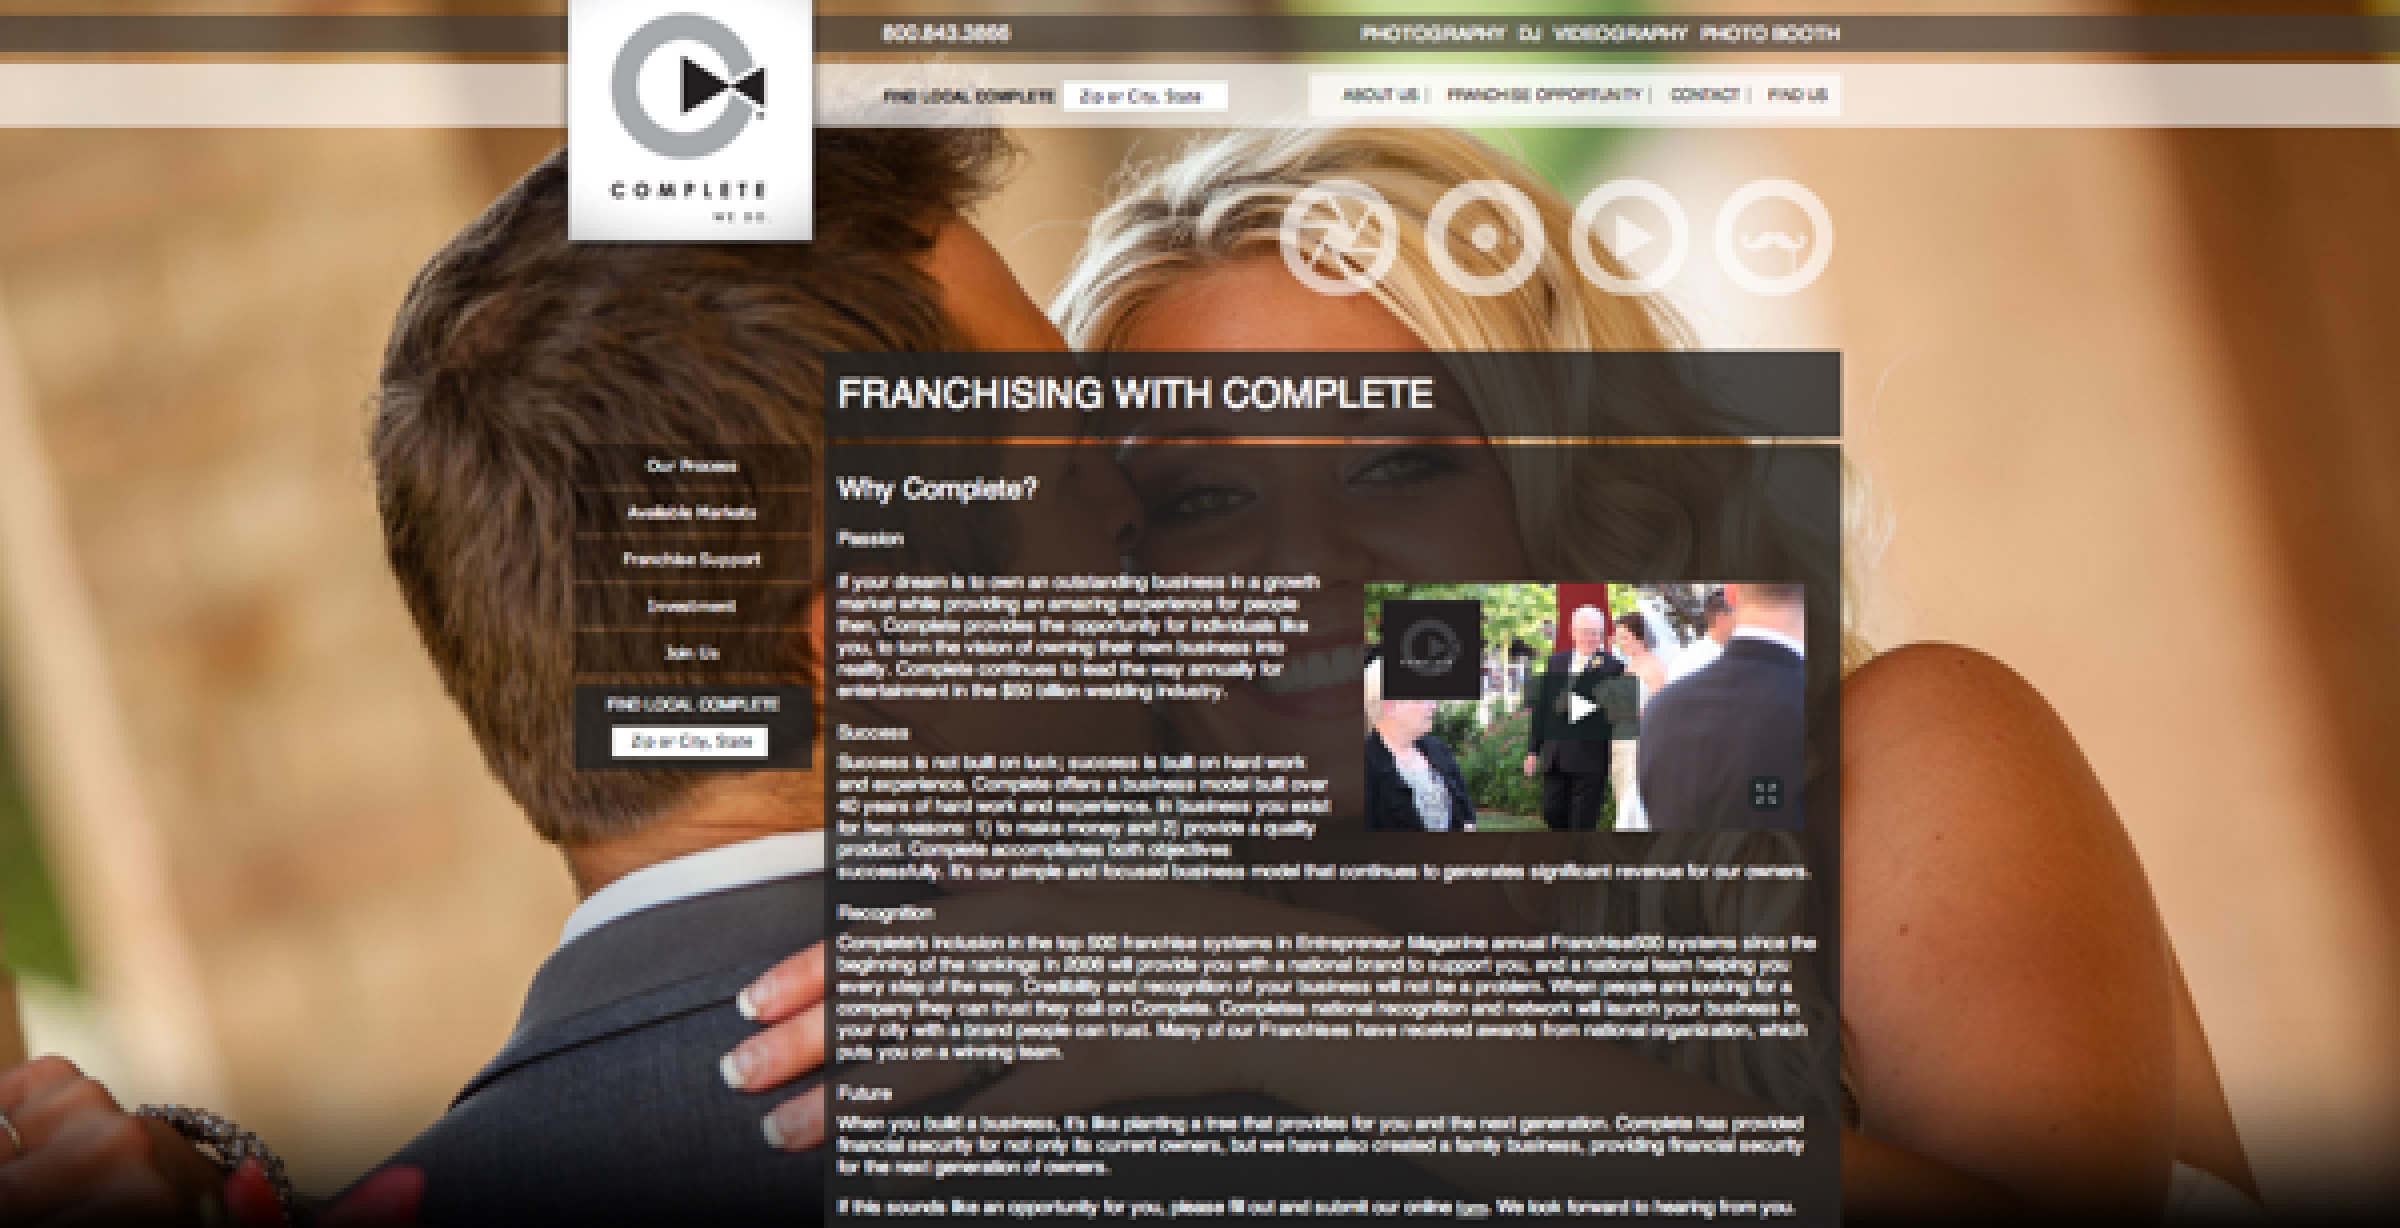 PHOTOGRAPHY DJ VIDEOGRAPHY PHOTO BOOTH
FIND LOCAL COMPLETE Zip or City, State
ABOUT US | FRANCHISE OPPORTUNITY | CONTACT | FIND US
COMPLETE
WE DO.
FRANCHISING WITH COMPLETE
Our Process
Available Markets
Franchise Support
Investment
Join Us
FIND LOCAL COMPLETE
Zip or City, State
Why Complete?
Passion
If your dream is to own an outstanding business in a growth
market while providing an amazing experience for people
then, Complete provides the opportunity for individuals like
you, to turn the vision of owning their own business into
reality. Complete continues to lead the way annually for
entertainment in the billion wedding industry.
Success
Success is not built on luck; success is built on hard work
and experience. Complete offers a business model built over
40 years of hard work and experience. In business you exist
for two reasons: 1) to make money and 2) provide a quality
product. Complete accomplishes both objectives
successfully. It's our simple and focused business model that continues to generates significant revenue for our owners.
Recognition
Complete's inclusion in the top 500 franchise systems in Entrepreneur Magazine annual Franchise500 systems since the
beginning of the rankings in will provide you with a national brand to support you, and a national team helping you
every step of the way. Credibility and recognition of your business will not be a problem. When people are looking for a
company they can trust they call on Complete. Completes national recognition and network will launch your business in
your city with a brand people can trust. Many of our Franchises have received awards from national organization, which
puts you on a winning team.
Future
When you build a business, it's like planting a tree that provides for you and the next generation. Complete has provided
financial security for not only its current owners, but we have also created a family business, providing financial security
for the next generation of owners.
If this sounds like an opportunity for you, please fill out and submit our online form. We look forward to hearing from you.